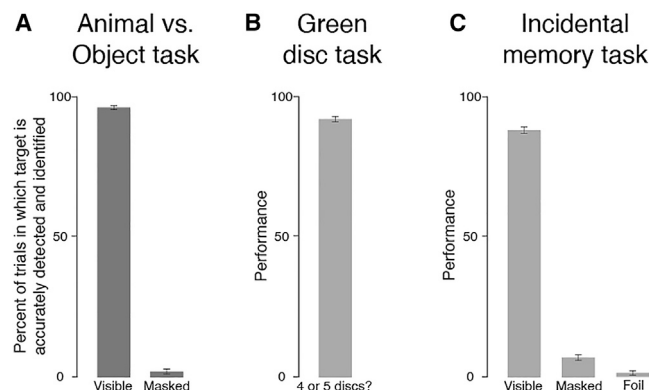 A Animal vs.
Object task
Percent of trials in which target is
accurately detected and identified
100
50
0
Visible Masked
B Green
disc task
Performance
100
50
0
4 or 5 discs?
C Incidental
memory task
Performance
100
50
0
Visible Masked Foil